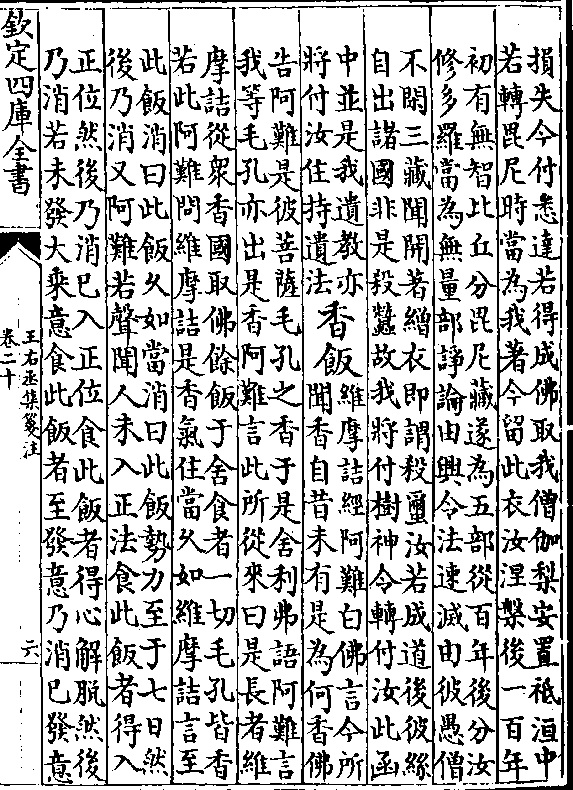 損失今付悉達若得成佛取我僧伽梨安置祇洹中
若轉毘尼時當為我著今留此衣汝涅槃後一百年
初有無智比丘分毘尼藏遂為五部從百年後分汝
修多羅當為無量部諍論由興令法速滅由彼愚僧
不閑三藏聞開著繒衣即謂殺璽汝若成道後彼絲
自出諸國非是殺蠶故我將付樹神令轉付汝此函
中並是我遺教亦
將付汝住持遺法
香飯
維摩詰經阿難白佛言今所
聞香自昔未有是為何香佛
告阿難是彼菩薩毛孔之香于是舍利弗語阿難言
我等毛孔亦出是香阿難言此所從來曰是長者維
摩詰從眾香國取佛餘飯于舍食者一切毛孔皆香
若此阿難問維摩詰是香氣住當久如維摩詰言至
此飯消曰此飯久如當消曰此飯勢力至于七日然
後乃消又阿難若聲聞人未入正法食此飯者得入
正位然後乃消已入正位食此飯者得心解脫然後
乃消若未發大乘意食此飯者至發意乃消已發意
欽定四庫全書
王右丞集箋注
卷二十
六